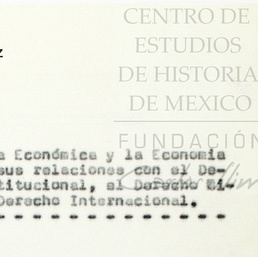 CENTRO DE
ESTUDIOS
DE HISTORIA
DE MEXICO
FUNDACIÓN
z
a Económica y la Economía
sus relaciones con el De-
titucional, el Derecho Ci-
Derecho Internacional.